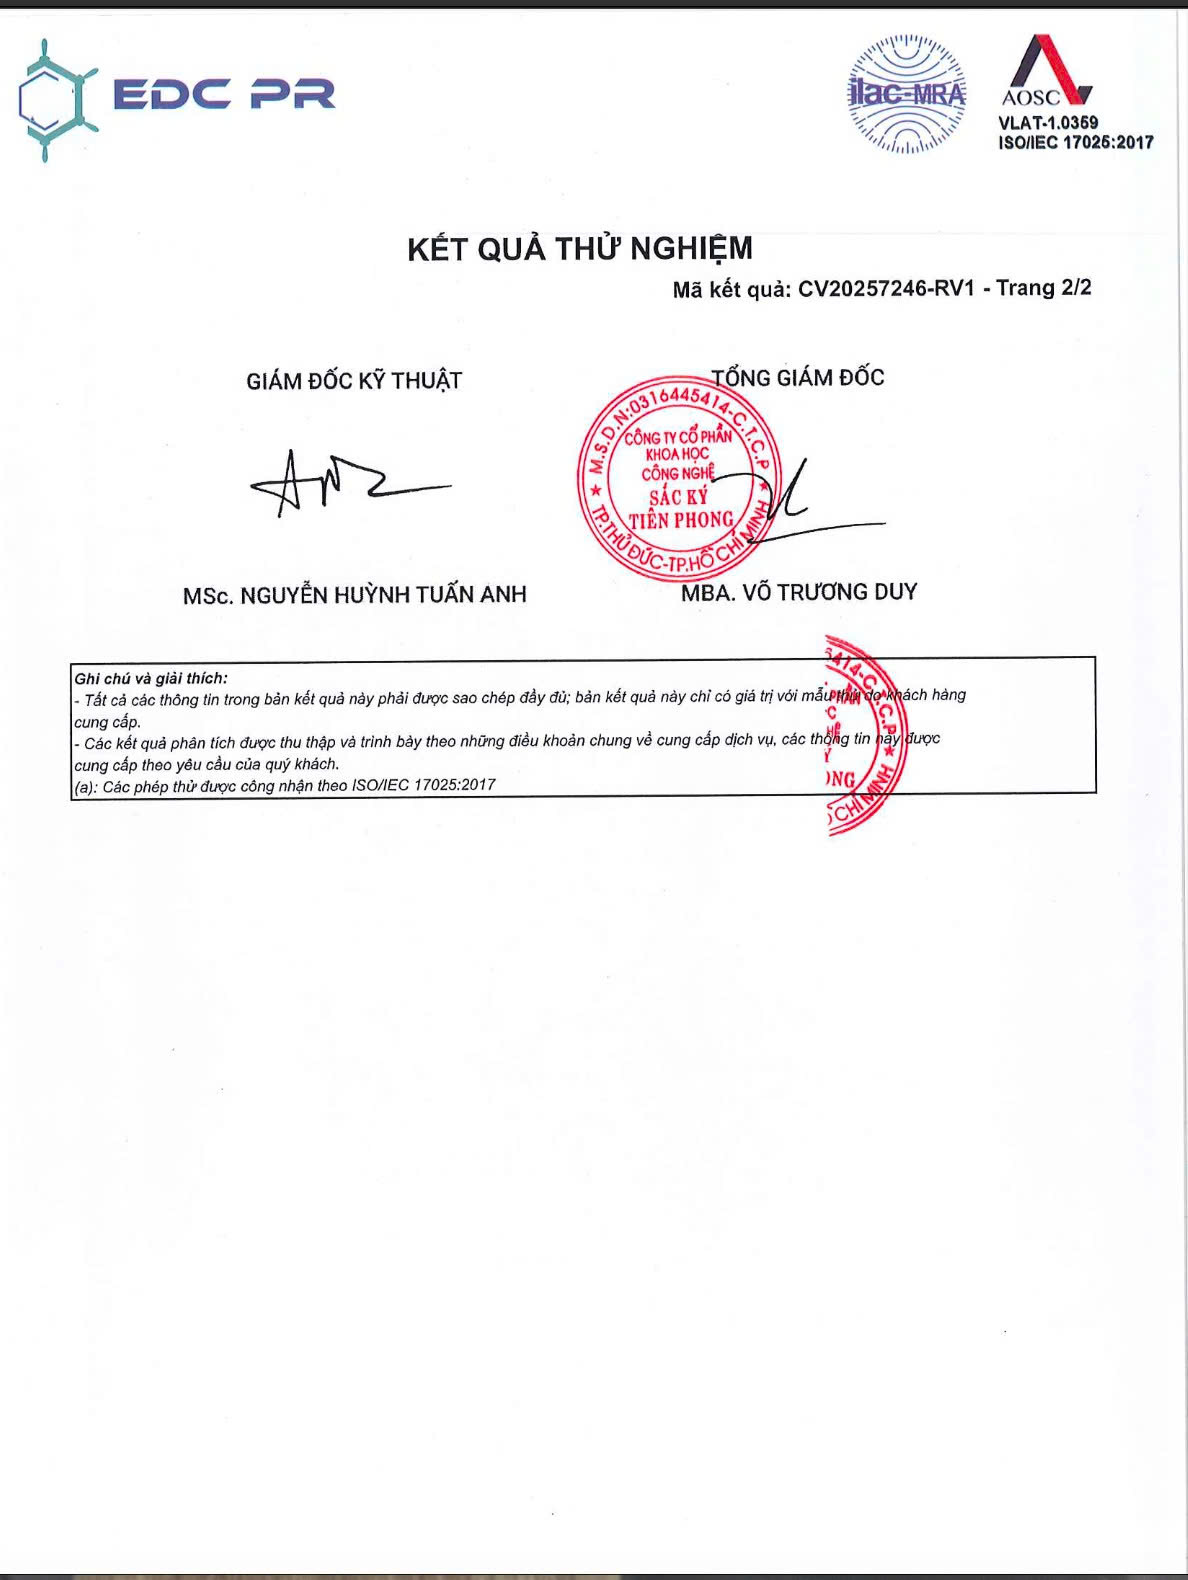 EDC PR
ilac-MRA
AOSC
VLAT-1.0359
ISO/IEC 17025:2017
KẾT QUẢ THỬ NGHIỆM
Mã kết quả: CV20257246-RV1 - Trang 2/2
GIÁM ĐỐC KỸ THUẬT
TỔNG GIÁM ĐỐC
M.S.D.N:0316445414-C.T.C.P
CÔNG TY CỔ PHẦN
KHOA HỌC
CÔNG NGHỆ
SẮC KÝ
TIÊN PHONG
TP.THỦ ĐỨC-TP.HỒ CHÍ MINH
MSc. NGUYỄN HUỲNH TUẤN ANH
MBA. VÕ TRƯƠNG DUY
Ghi chú và giải thích:
- Tất cả các thông tin trong bản kết quả này phải được sao chép đầy đủ; bản kết quả này chỉ có giá trị với mẫu thử do khách hàng
cung cấp.
- Các kết quả phân tích được thu thập và trình bày theo những điều khoản chung về cung cấp dịch vụ, các thông tin này được
cung cấp theo yêu cầu của quý khách.
(a): Các phép thử được công nhận theo ISO/IEC 17025:2017
5414-C.T.C.P
PHẦN
C
HỆ
Ý
ONG
Ồ CHÍ MINH